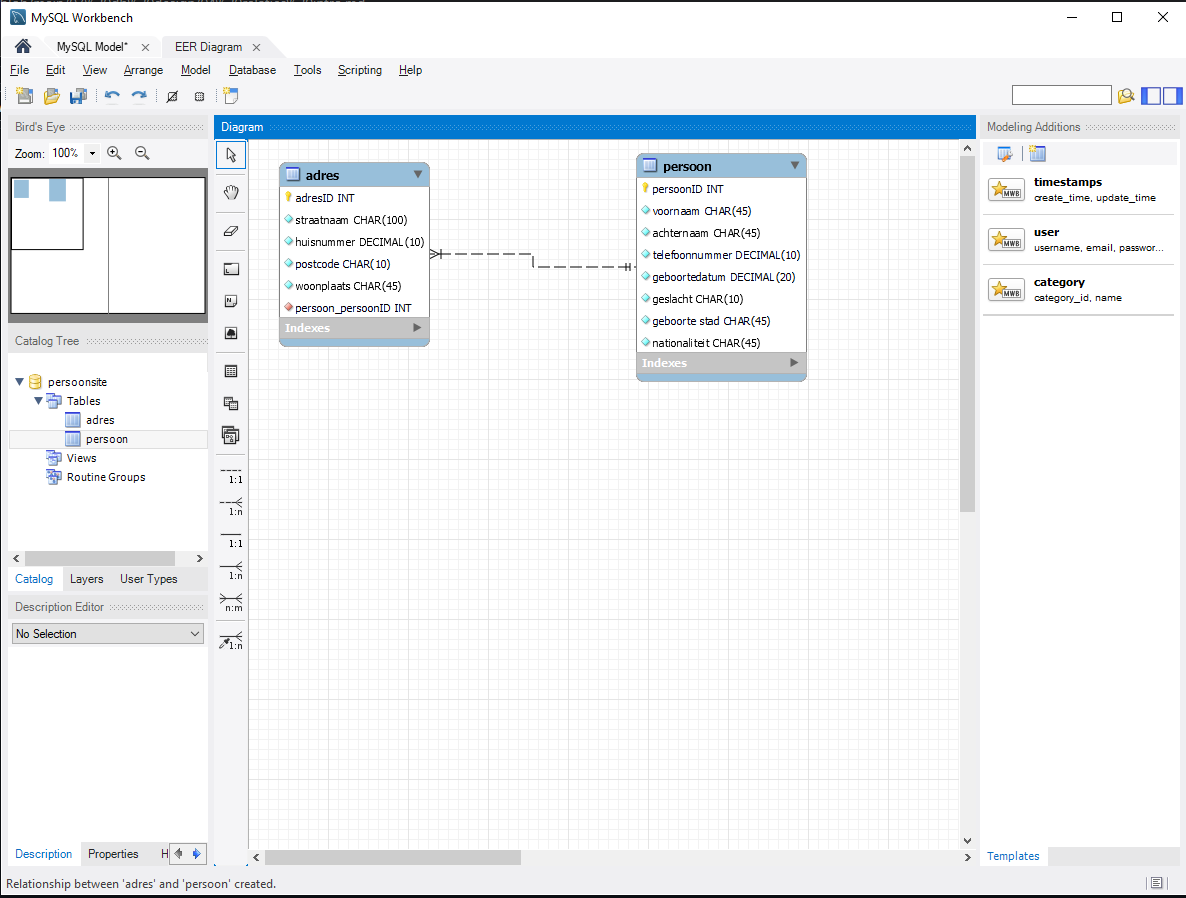 MySQL Workbench
MySQL Model*
EER Diagram
File Edit View Arrange Model Database Tools Scripting Help
Bird's Eye
Zoom: 100%
Catalog Tree
persoonsite
Tables
adres
persoon
Views
Routine Groups
Catalog Layers User Types
Description Editor
No Selection
Description Properties H
Diagram
1:1
1:n
1:1
1:n
n:m
1:n
adres
adresID INT
straatnaam CHAR(100)
huisnummer DECIMAL(10)
postcode CHAR(10)
woonplaats CHAR(45)
persoon_persoonID INT
Indexes
persoon
persoonID INT
voornaam CHAR(45)
achternaam CHAR(45)
telefoonnummer DECIMAL(10)
geboortedatum DECIMAL(20)
geslacht CHAR(10)
geboorte stad CHAR(45)
nationaliteit CHAR(45)
Indexes
Modeling Additions
MWB
timestamps
create_time, update_time
MWB
user
username, email, passwor...
MWB
category
category_id, name
Templates
Relationship between 'adres' and 'persoon' created.